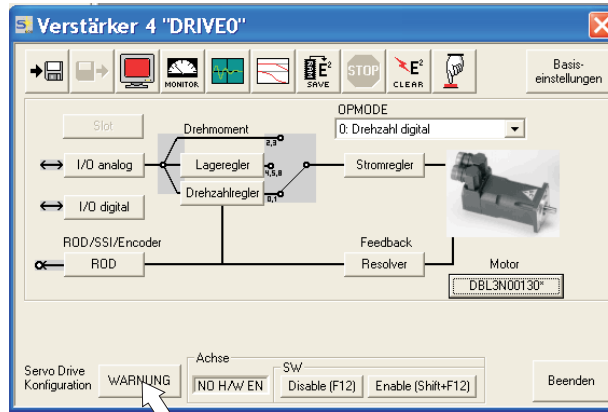 Verstärker 4 "DRIVE0"
MONITOR
E²
SAVE
STOP
E²
CLEAR
Basis-
einstellungen
OPMODE
Slot
Drehmoment
0: Drehzahl digital
2,3
I/O analog
Lageregler
4,5,8
Stromregler
Drehzahlregler
0,1
I/O digital
ROD/SSI/Encoder
Feedback
ROD
Resolver
Motor
DBL3N00130*
Achse
SW
Servo Drive
Konfiguration
WARNUNG
NO H/W EN
Disable (F12)
Enable (Shift+F12)
Beenden